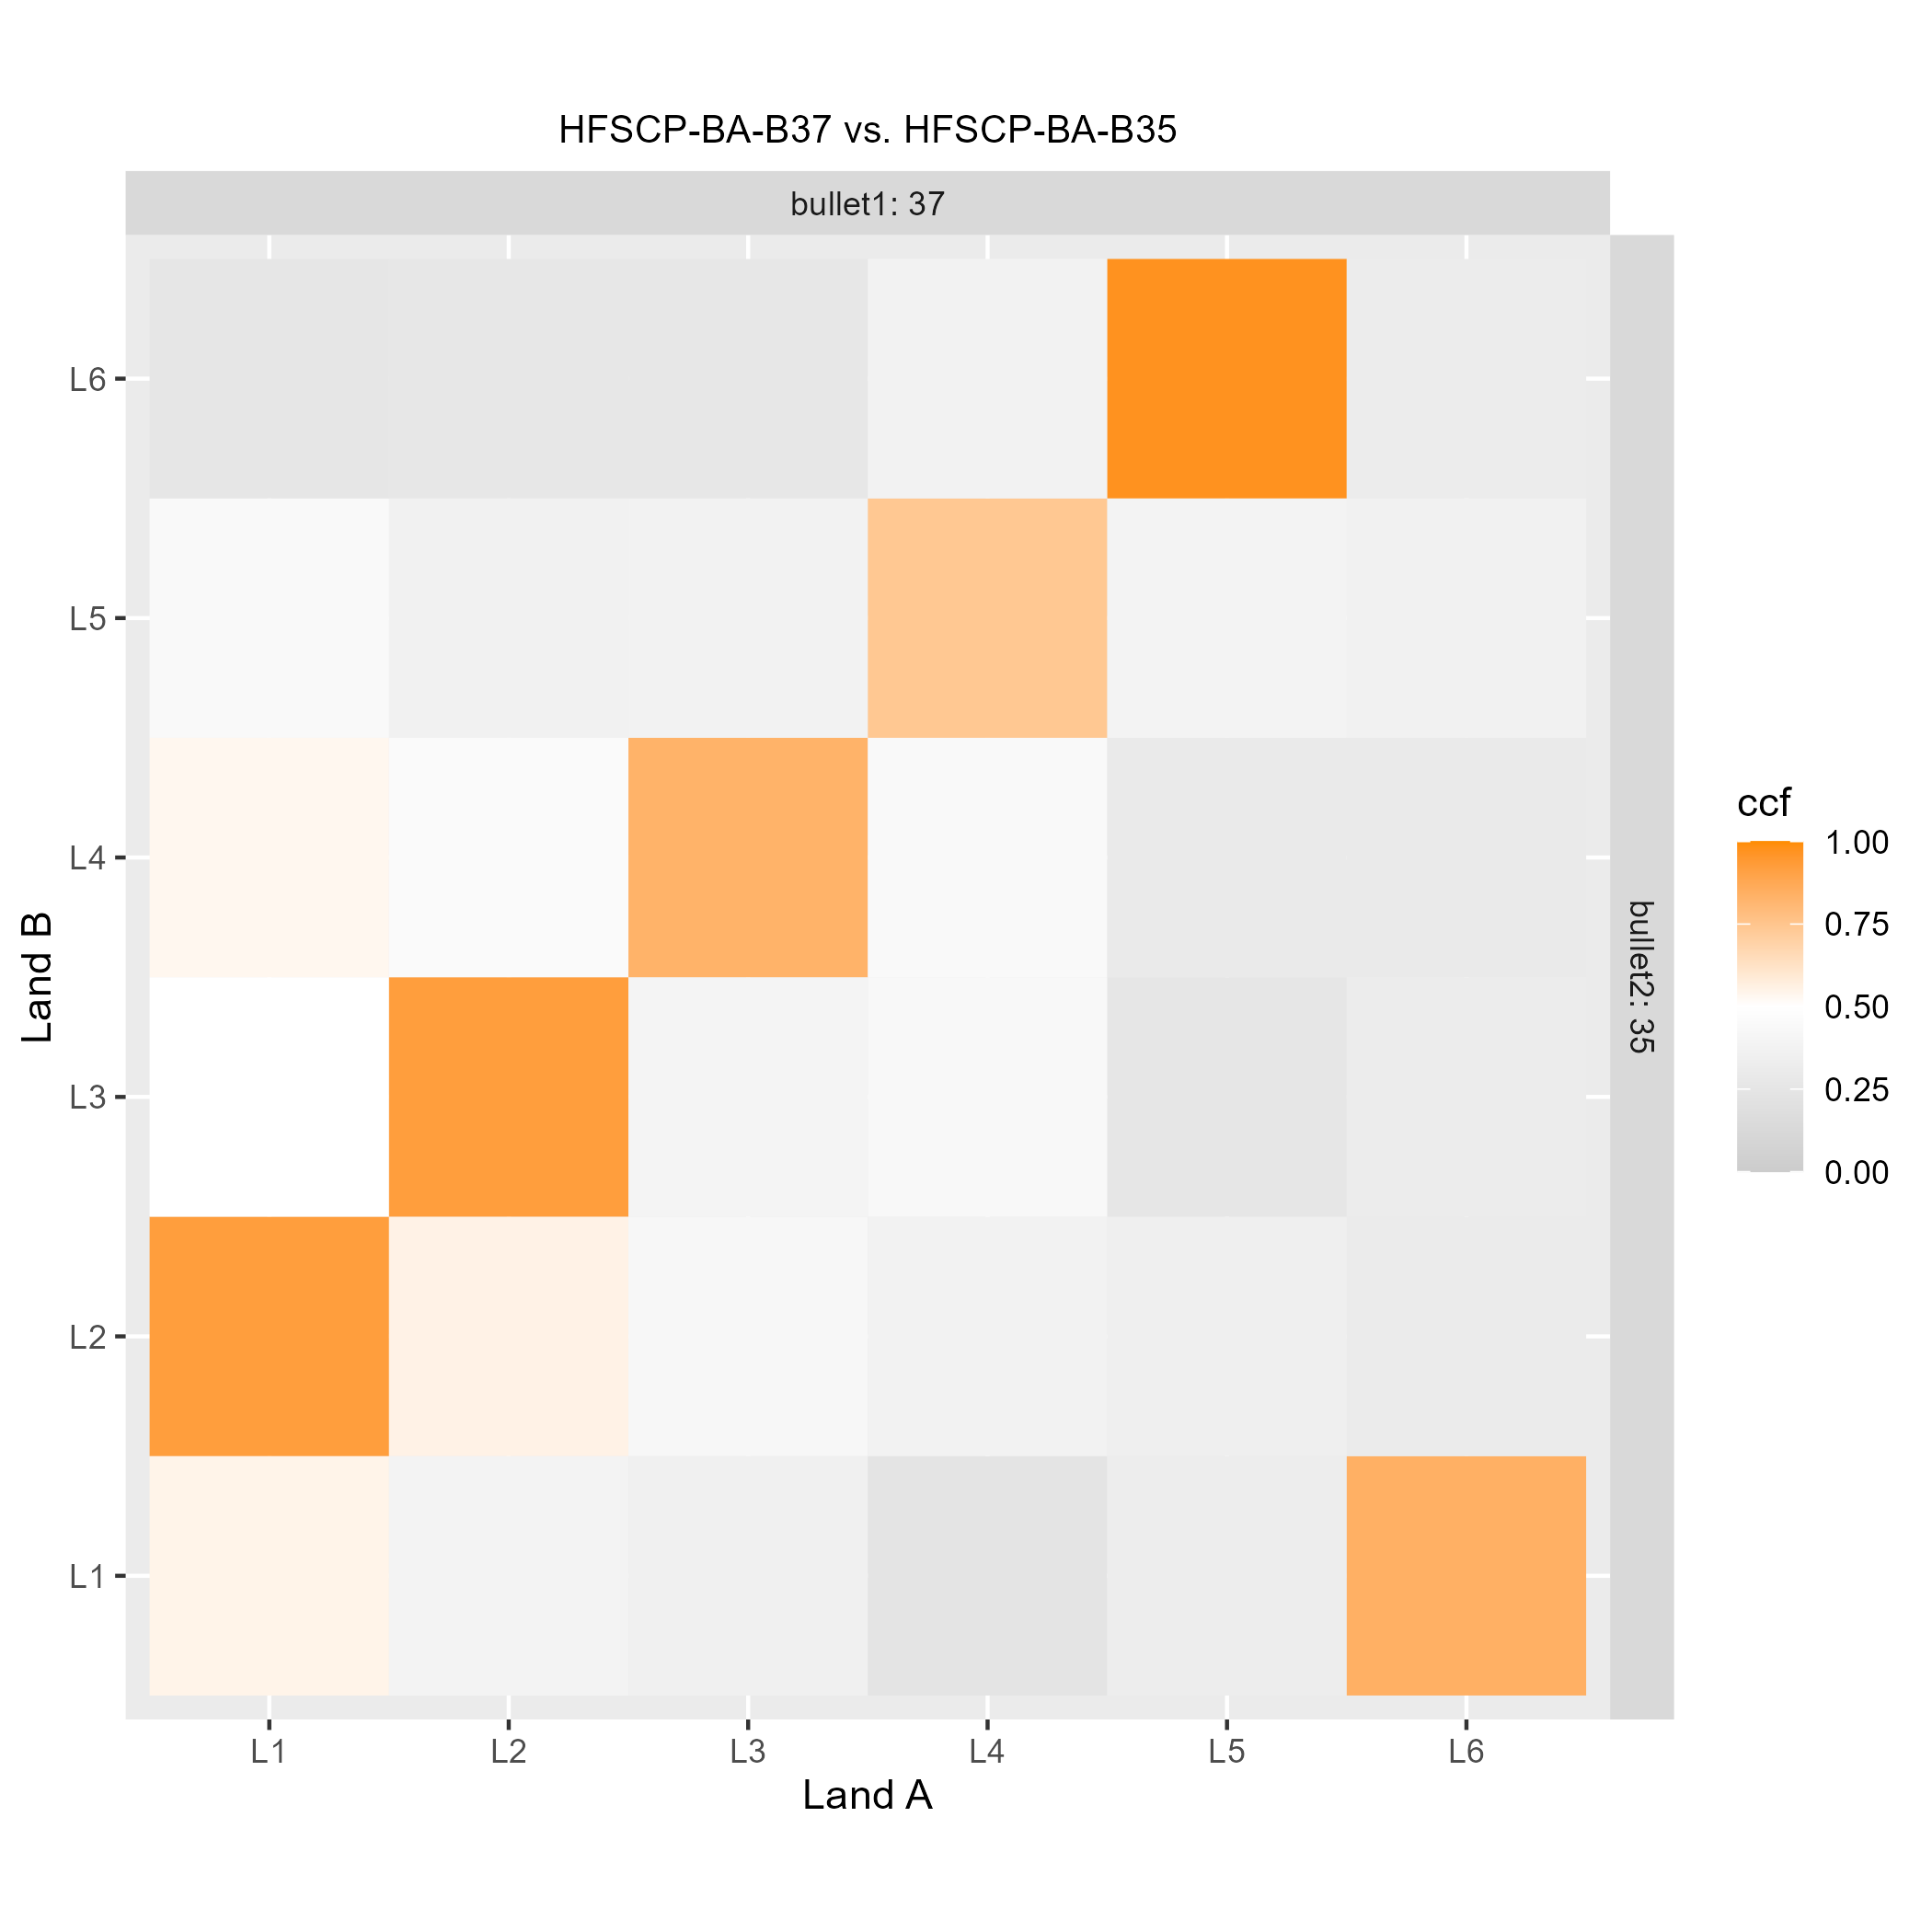 HFSCP-BA-B37 vs. HFSCP-BA-B35
bullet1: 37
L6
L5
L4
L3
L2
L1
Land B
bullet2: 35
ccf
1.00
0.75
0.50
0.25
0.00
L1 L2 L3 L4 L5 L6
Land A